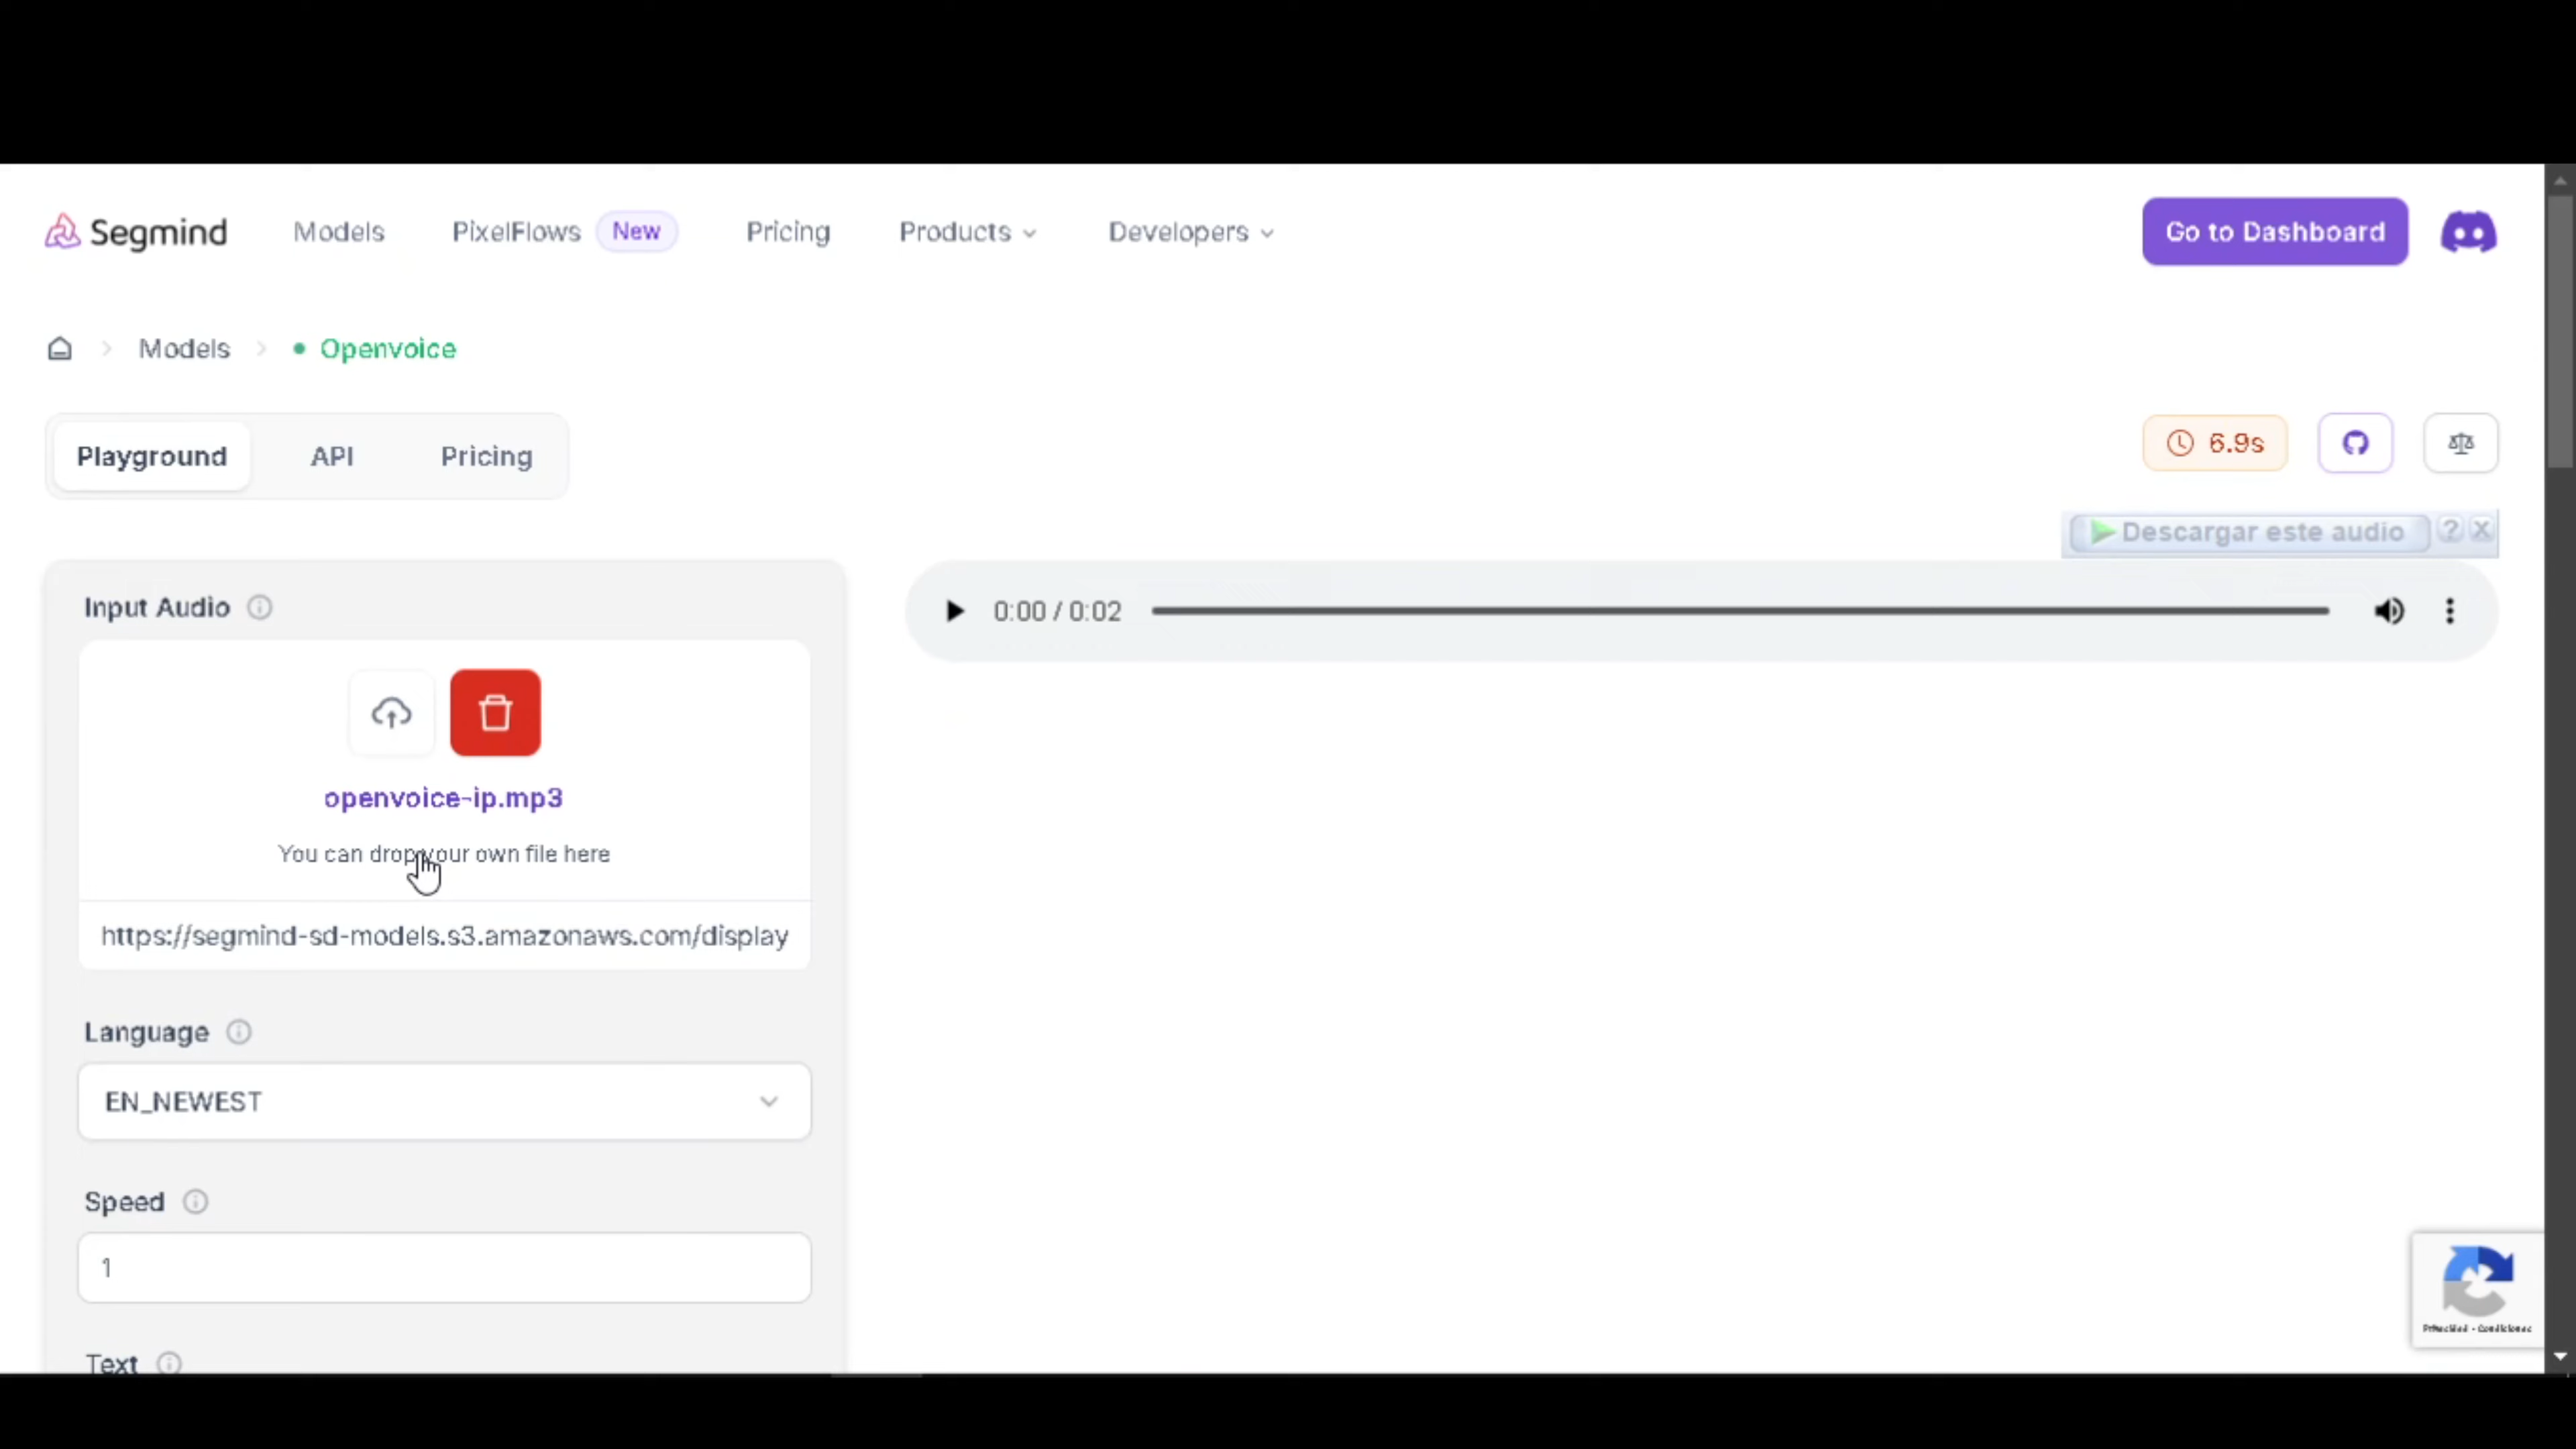 Segmind
Models
PixelFlows New
Pricing
Products
Developers
Go to Dashboard
Models
Openvoice
Playground
API
Pricing
6.9s
Descargar este audio ? X
Input Audio
0:00 / 0:02
openvoice-ip.mp3
You can drop your own file here
https://segmind-sd-models.s3.amazonaws.com/display
Language
EN_NEWEST
Speed
1
Text
Privacidad - Condiciones